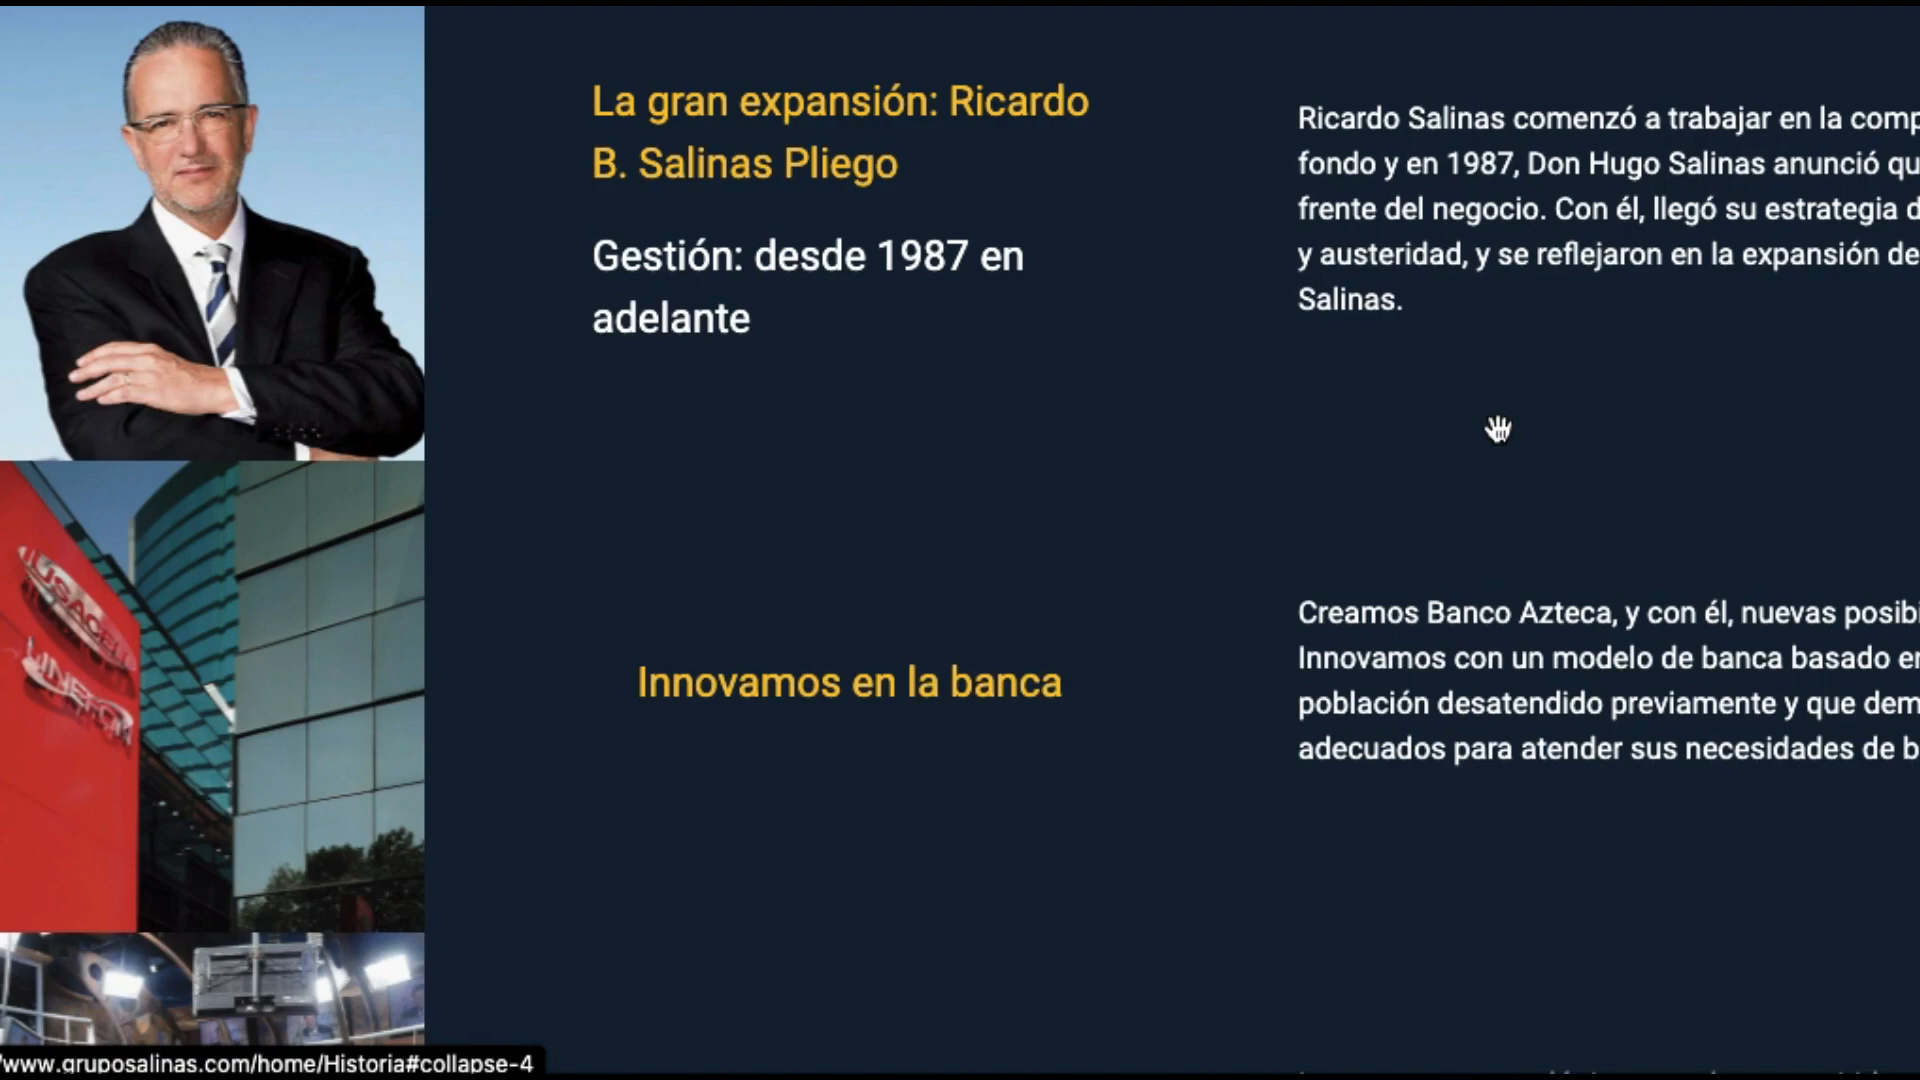 La gran expansión: Ricardo
B. Salinas Pliego
Gestión: desde 1987 en
adelante
Ricardo Salinas comenzó a trabajar en la comp
fondo y en 1987, Don Hugo Salinas anunció qu
frente del negocio. Con él, llegó su estrategia d
y austeridad, y se reflejaron en la expansión de
Salinas.
IUSACELL
UNEFON
Innovamos en la banca
Creamos Banco Azteca, y con él, nuevas posibi
Innovamos con un modelo de banca basado en
población desatendido previamente y que dem
adecuados para atender sus necesidades de b
/www.gruposalinas.com/home/Historia#collapse-4